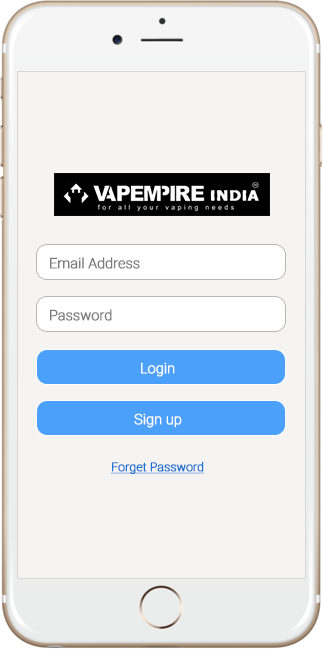 VAPEMPIRE INDIA
for all your vaping needs
Email Address
Password
Login
Sign up
Forget Password